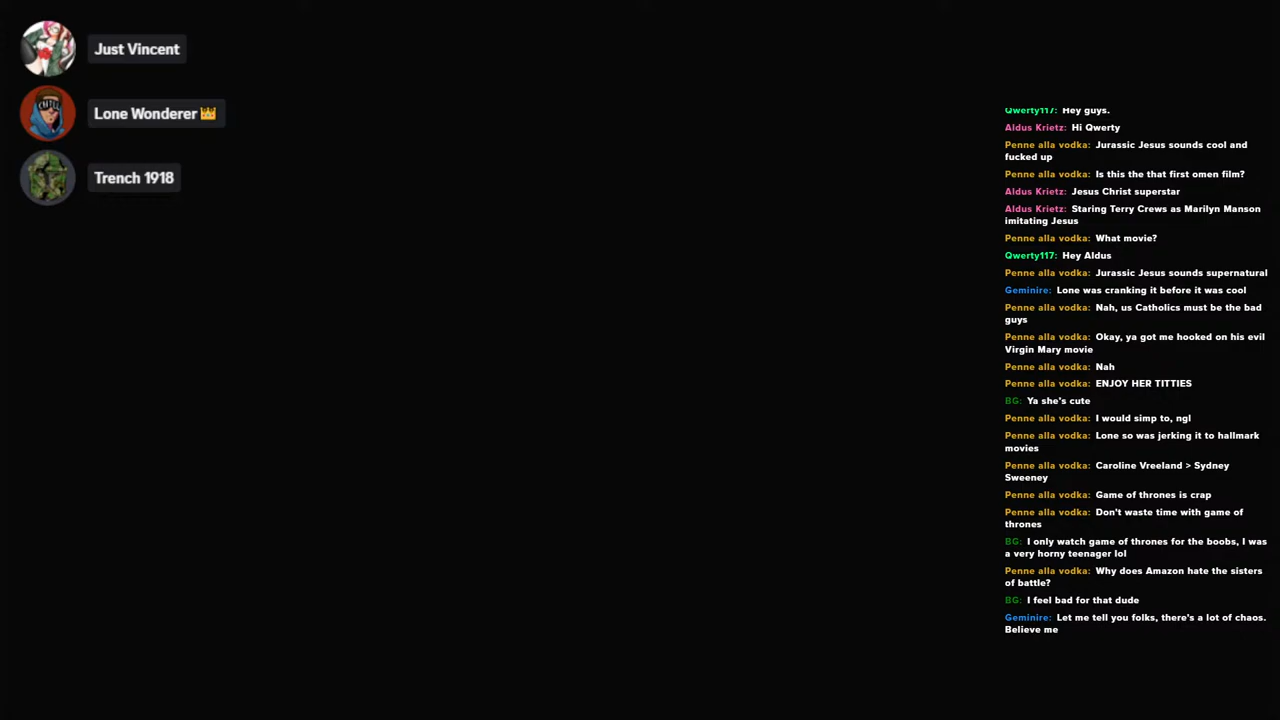 Just Vincent
Lone Wonderer
Trench 1918
Qwerty117: Hey guys.
Aldus Krietz: Hi Qwerty
Penne alla vodka: Jurassic Jesus sounds cool and
fucked up
Penne alla vodka: Is this the that first omen film?
Aldus Krietz: Jesus Christ superstar
Aldus Krietz: Staring Terry Crews as Marilyn Manson
imitating Jesus
Penne alla vodka: What movie?
Qwerty117: Hey Aldus
Penne alla vodka: Jurassic Jesus sounds supernatural
Geminire: Lone was cranking it before it was cool
Penne alla vodka: Nah, us Catholics must be the bad
guys
Penne alla vodka: Okay, ya got me hooked on his evil
Virgin Mary movie
Penne alla vodka: Nah
Penne alla vodka: ENJOY HER TITTIES
BG: Ya she's cute
Penne alla vodka: I would simp to, ngl
Penne alla vodka: Lone so was jerking it to hallmark
movies
Penne alla vodka: Caroline Vreeland > Sydney
Sweeney
Penne alla vodka: Game of thrones is crap
Penne alla vodka: Don't waste time with game of
thrones
BG: I only watch game of thrones for the boobs, I was
a very horny teenager lol
Penne alla vodka: Why does Amazon hate the sisters
of battle?
BG: I feel bad for that dude
Geminire: Let me tell you folks, there's a lot of chaos.
Believe me